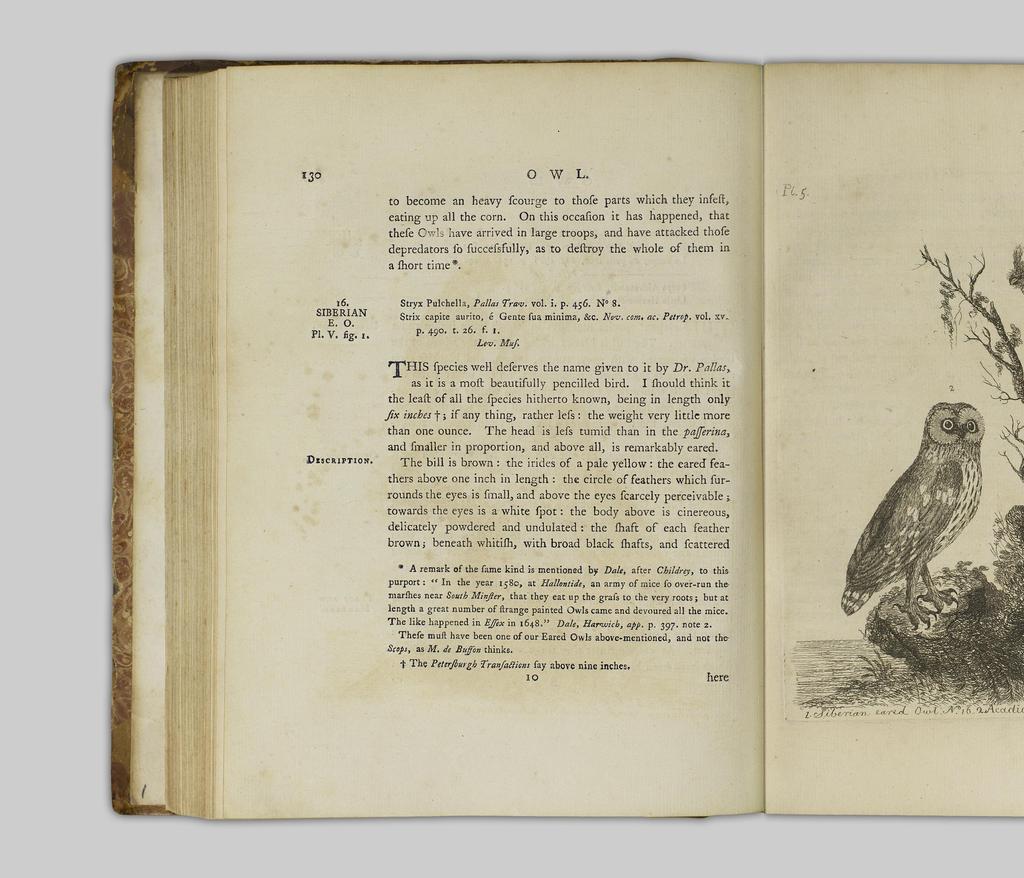 130
O W L.
to become an heavy ſcourge to thoſe parts which they infeſt,
eating up all the corn. On this occaſion it has happened, that
theſe Owls have arrived in large troops, and have attacked thoſe
depredators ſo ſucceſsfully, as to deſtroy the whole of them in
a ſhort time*.
16.
SIBERIAN
E. O.
Pl. V. fig. 1.
Stryx Pulchella, Pallas Trav. vol. i. p. 456. Nº 8.
Strix capite aurito, é Gente ſua minima, &c. Nov. com. ac. Petrop. vol. xv.
p. 490. t. 26. f. 1.
Lev. Muſ.
THIS ſpecies well deſerves the name given to it by Dr. Pallas,
as it is a moſt beautifully pencilled bird. I ſhould think it
the leaſt of all the ſpecies hitherto known, being in length only
ſix inches †; if any thing, rather leſs : the weight very little more
than one ounce. The head is leſs tumid than in the paſſerina,
and ſmaller in proportion, and above all, is remarkably eared.
DESCRIPTION.
The bill is brown : the irides of a pale yellow : the eared fea-
thers above one inch in length : the circle of feathers which ſur-
rounds the eyes is ſmall, and above the eyes ſcarcely perceivable ;
towards the eyes is a white ſpot : the body above is cinereous,
delicately powdered and undulated : the ſhaft of each feather
brown ; beneath whitiſh, with broad black ſhafts, and ſcattered
* A remark of the ſame kind is mentioned by Dale, after Childrey, to this
purport : " In the year 1580, at Hallontide, an army of mice ſo over-run the
marſhes near South Minſter, that they eat up the graſs to the very roots ; but at
length a great number of ſtrange painted Owls came and devoured all the mice.
The like happened in Eſſex in 1648." Dale, Harwich, app. p. 397. note 2.
Theſe muſt have been one of our Eared Owls above-mentioned, and not the
Scops, as M. de Buffon thinks.
† The Peterſburgh Tranſactions ſay above nine inches.
10
here
Pl. 5.
2
1. Siberian eared Owl. Nº 16. 2.